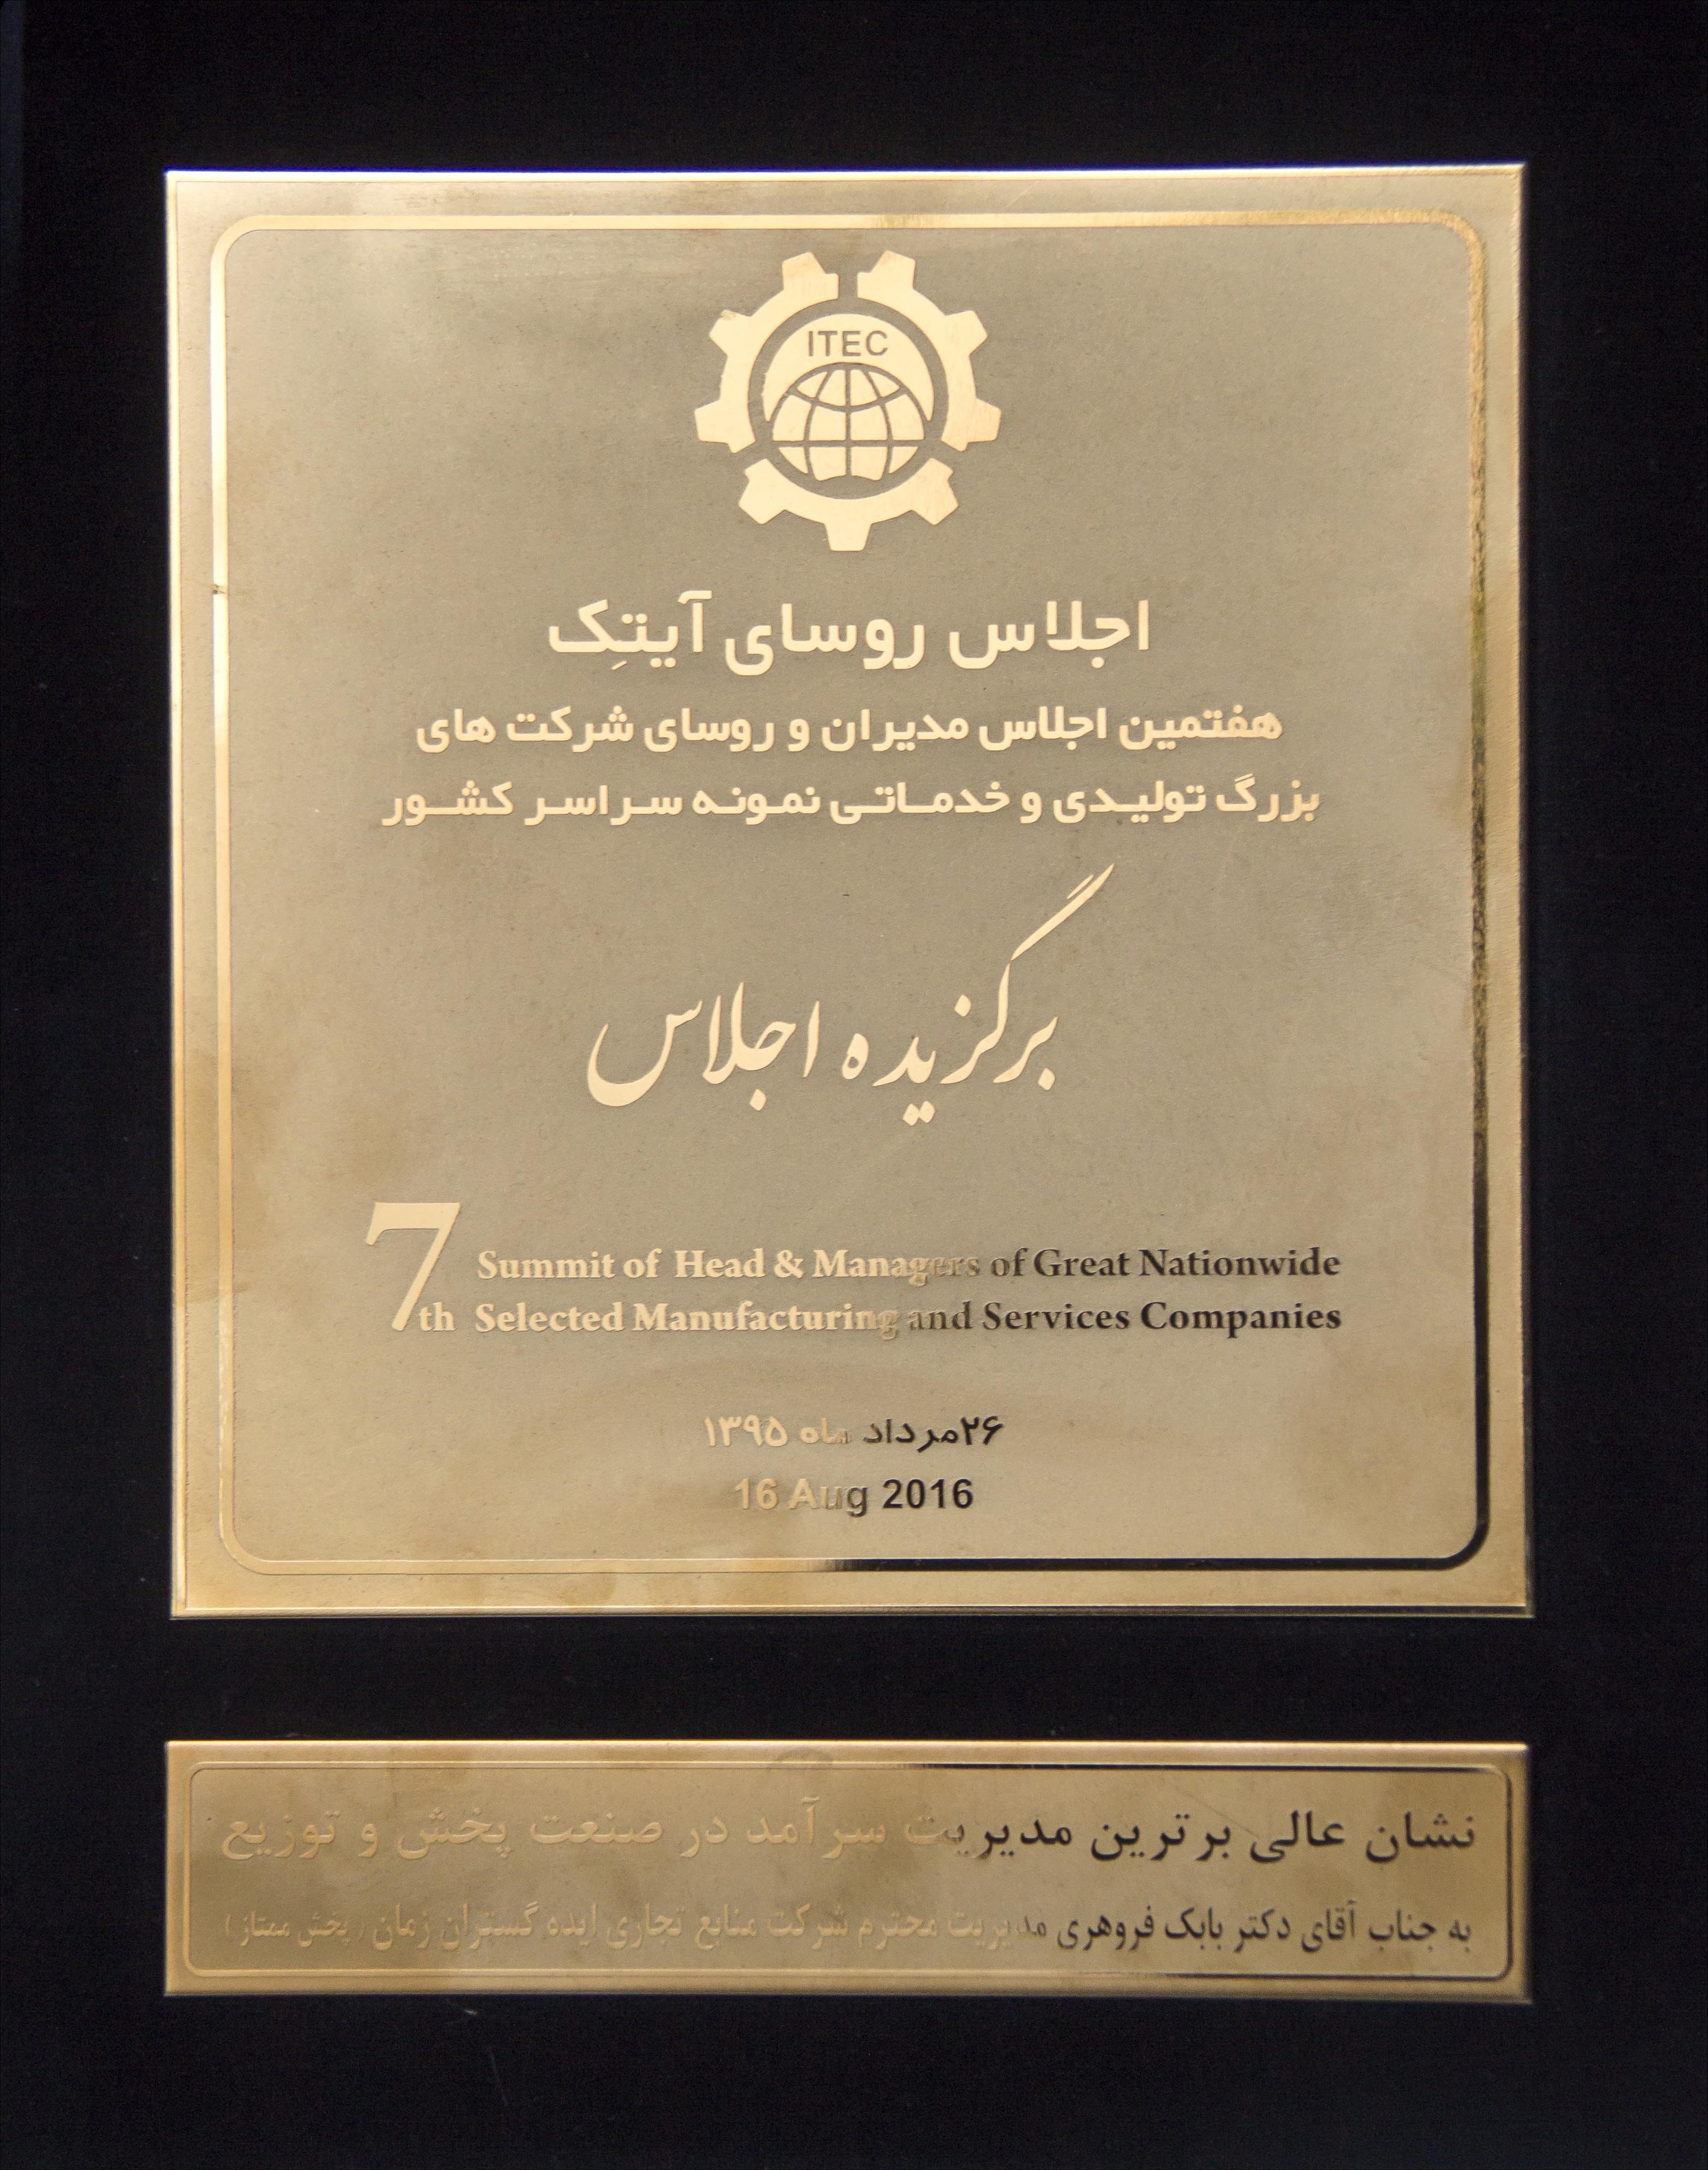 ITEC
اجلاس روسای آیتِک
هفتمین اجلاس مدیران و روسای شرکت های
بزرگ تولیدی و خدماتی نمونه سراسر کشور
برگزیده اجلاس
7th Summit of Head & Managers of Great Nationwide
Selected Manufacturing and Services Companies
۲۶مرداد ماه ۱۳۹۵
16 Aug 2016
نشان عالی برترین مدیریت سرآمد در صنعت پخش و توزیع
به جناب آقای دکتر بابک فروهری مدیریت محترم شرکت منابع تجاری ایده گستران زمان ( پخش ممتاز )